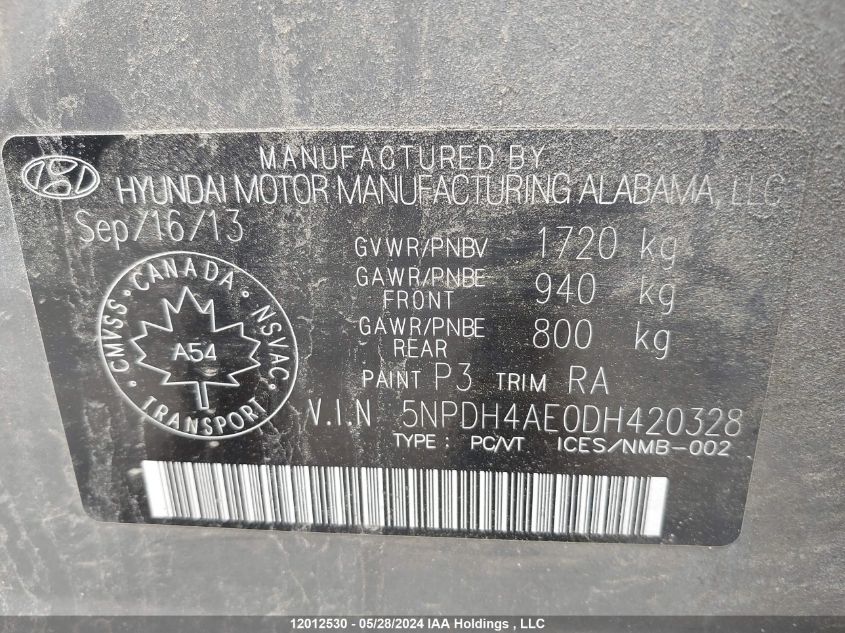 MANUFACTURED BY
HYUNDAI MOTOR MANUFACTURING ALABAMA, LLC
Sep/16/13
GVWR/PNBV 1720 kg
GAWR/PNBE FRONT 940 kg
GAWR/PNBE REAR 800 kg
CANADA
CMVSS
NSVAC
A54
TRANSPORT
PAINT P3 TRIM RA
V.I.N 5NPDH4AE0DH420328
TYPE : PC/VT ICES/NMB-002
12012530 - 05/28/2024 IAA Holdings , LLC